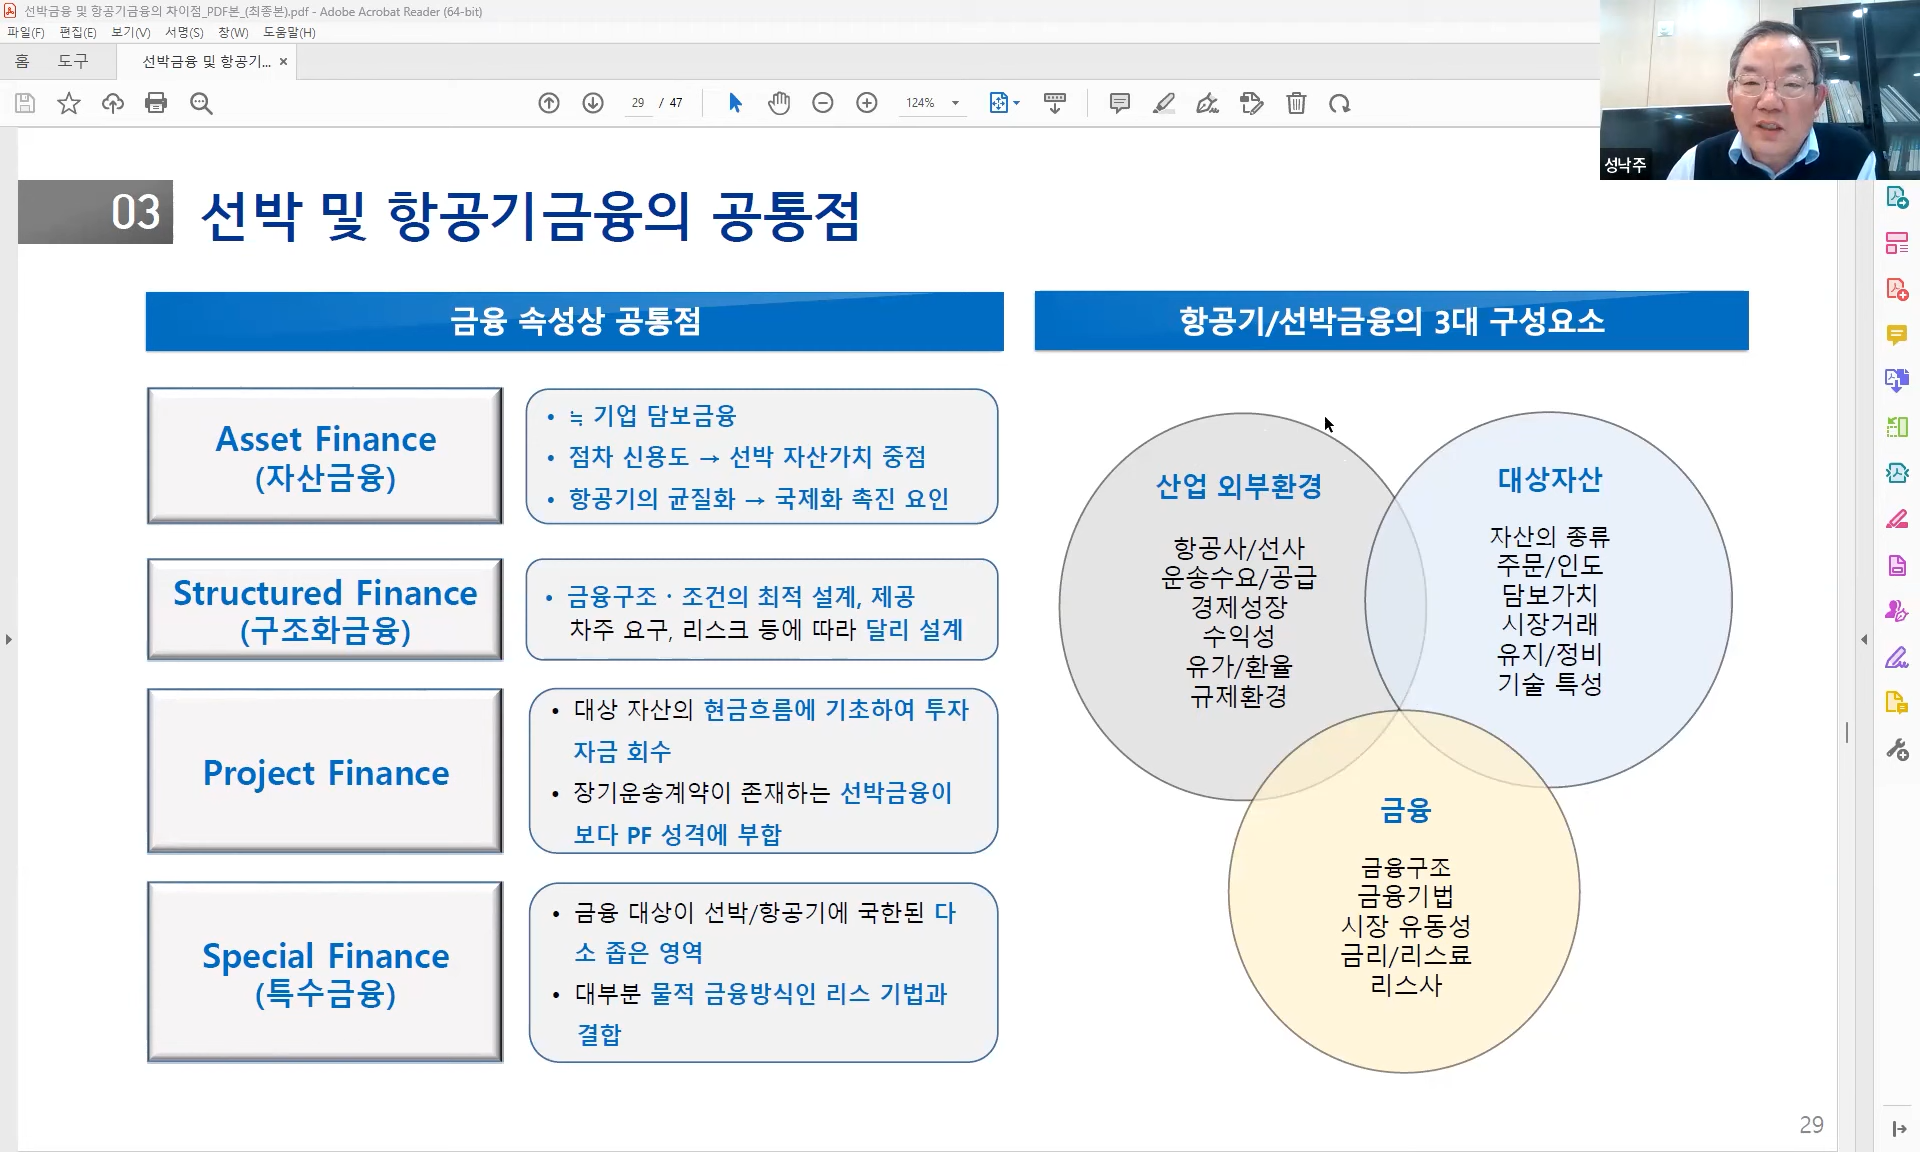 선박금융 및 항공기금융의 차이점_PDF본_(최종본).pdf - Adobe Acrobat Reader (64-bit)
파일(F) 편집(E) 보기(V) 서명(S) 창(W) 도움말(H)
홈 도구 선박금융 및 항공기... ×
29 / 47 124%
성낙주
03 선박 및 항공기금융의 공통점
금융 속성상 공통점
Asset Finance
(자산금융)
• ≒ 기업 담보금융
• 점차 신용도 → 선박 자산가치 중점
• 항공기의 균질화 → 국제화 촉진 요인
Structured Finance
(구조화금융)
• 금융구조 · 조건의 최적 설계, 제공
차주 요구, 리스크 등에 따라 달리 설계
Project Finance
• 대상 자산의 현금흐름에 기초하여 투자
자금 회수
• 장기운송계약이 존재하는 선박금융이
보다 PF 성격에 부합
Special Finance
(특수금융)
• 금융 대상이 선박/항공기에 국한된 다
소 좁은 영역
• 대부분 물적 금융방식인 리스 기법과
결합
항공기/선박금융의 3대 구성요소
산업 외부환경
항공사/선사
운송수요/공급
경제성장
수익성
유가/환율
규제환경
대상자산
자산의 종류
주문/인도
담보가치
시장거래
유지/정비
기술 특성
금융
금융구조
금융기법
시장 유동성
금리/리스료
리스사
29